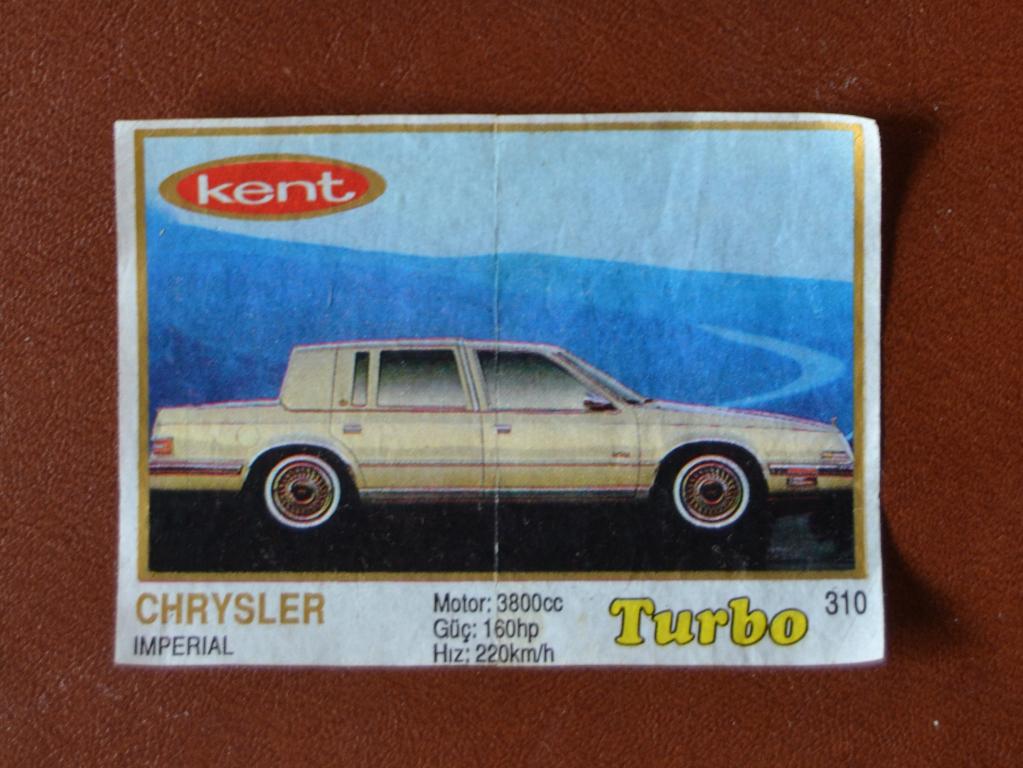 kent
CHRYSLER
IMPERIAL
Motor: 3800cc
Güç: 160hp
Hız: 220km/h
Turbo
310